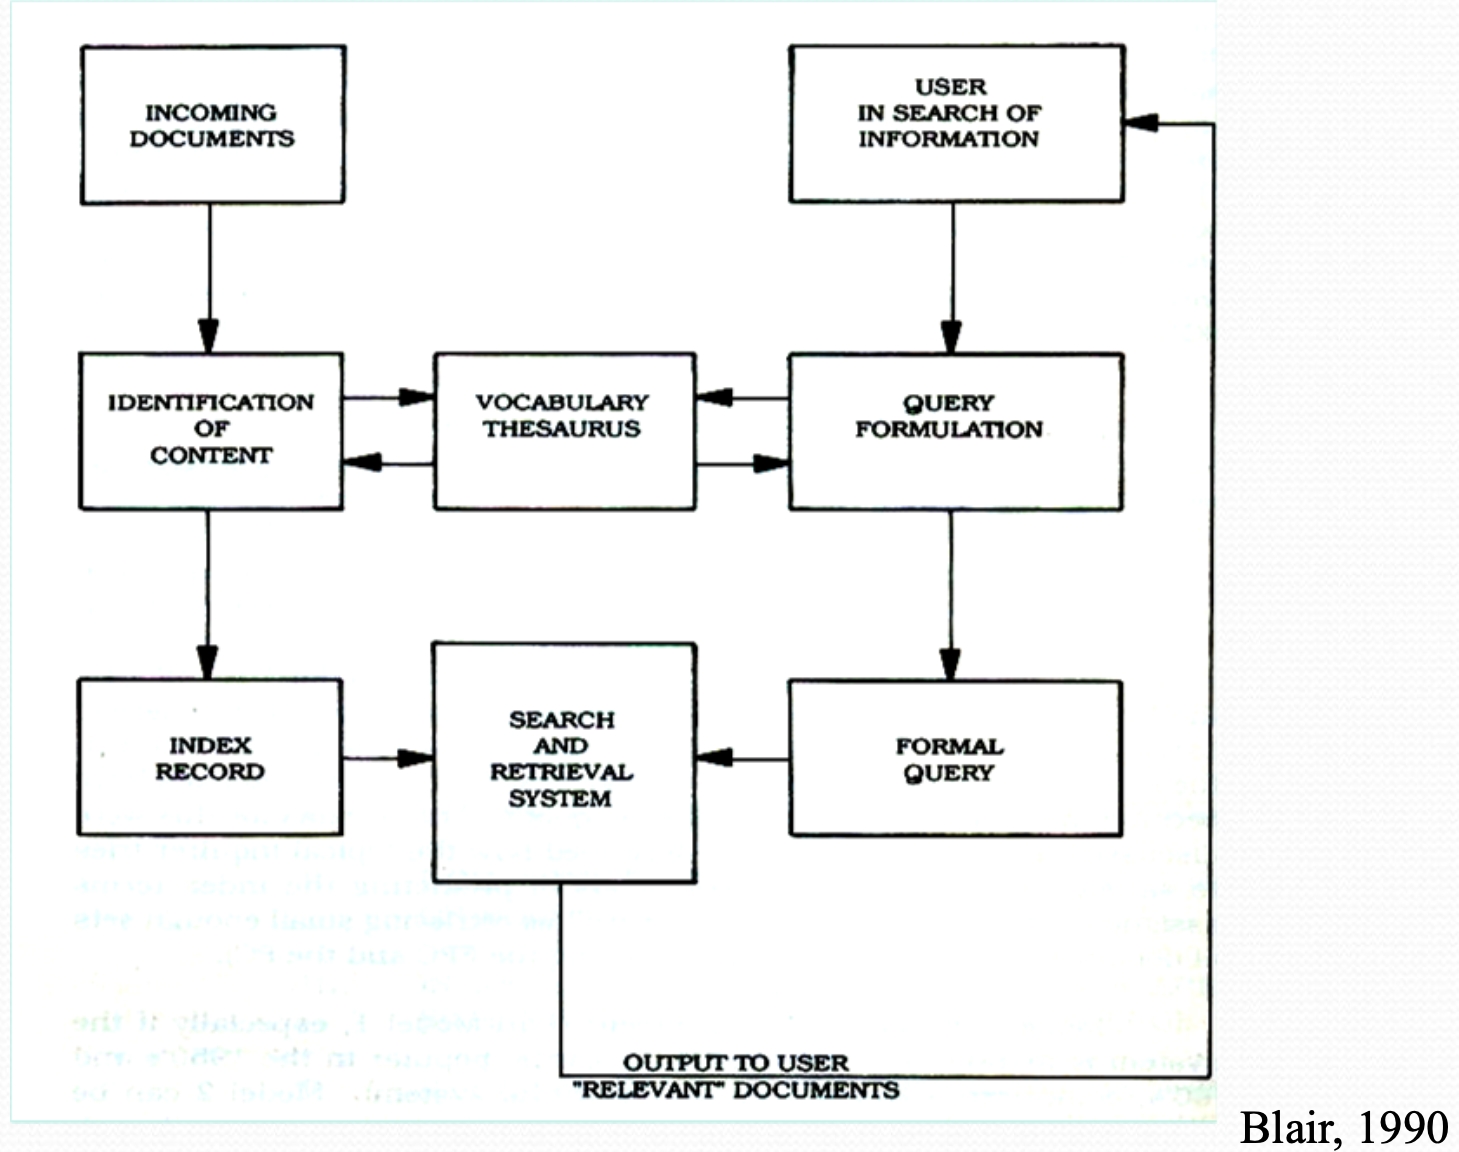 INCOMING
DOCUMENTS
USER
IN SEARCH OF
INFORMATION
IDENTIFICATION
OF
CONTENT
VOCABULARY
THESAURUS
QUERY
FORMULATION
INDEX
RECORD
SEARCH
AND
RETRIEVAL
SYSTEM
FORMAL
QUERY
OUTPUT TO USER
"RELEVANT" DOCUMENTS
Blair, 1990